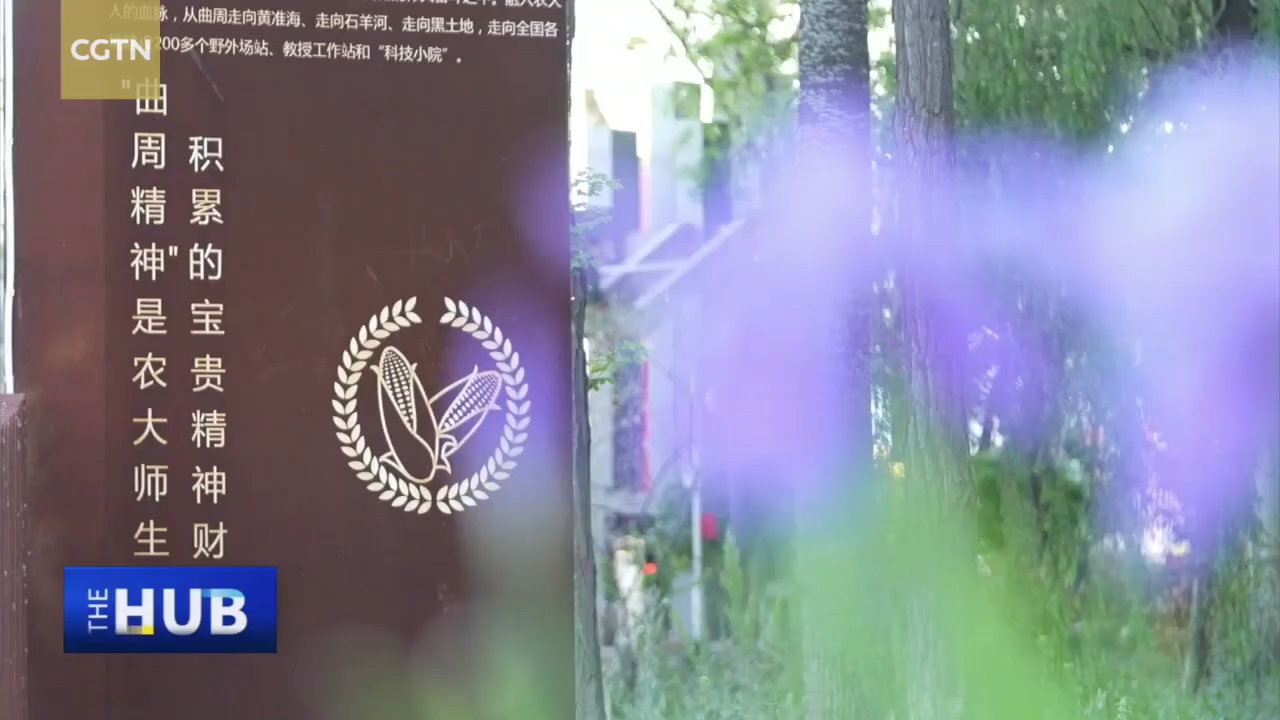 人的血脉，从曲周走向黄淮海、走向石羊河、走向黑土地，走向全国各
200多个野外场站、教授工作站和“科技小院”。
CGTN
"曲周精神"是农大师生
积累的宝贵精神财
THE HUB